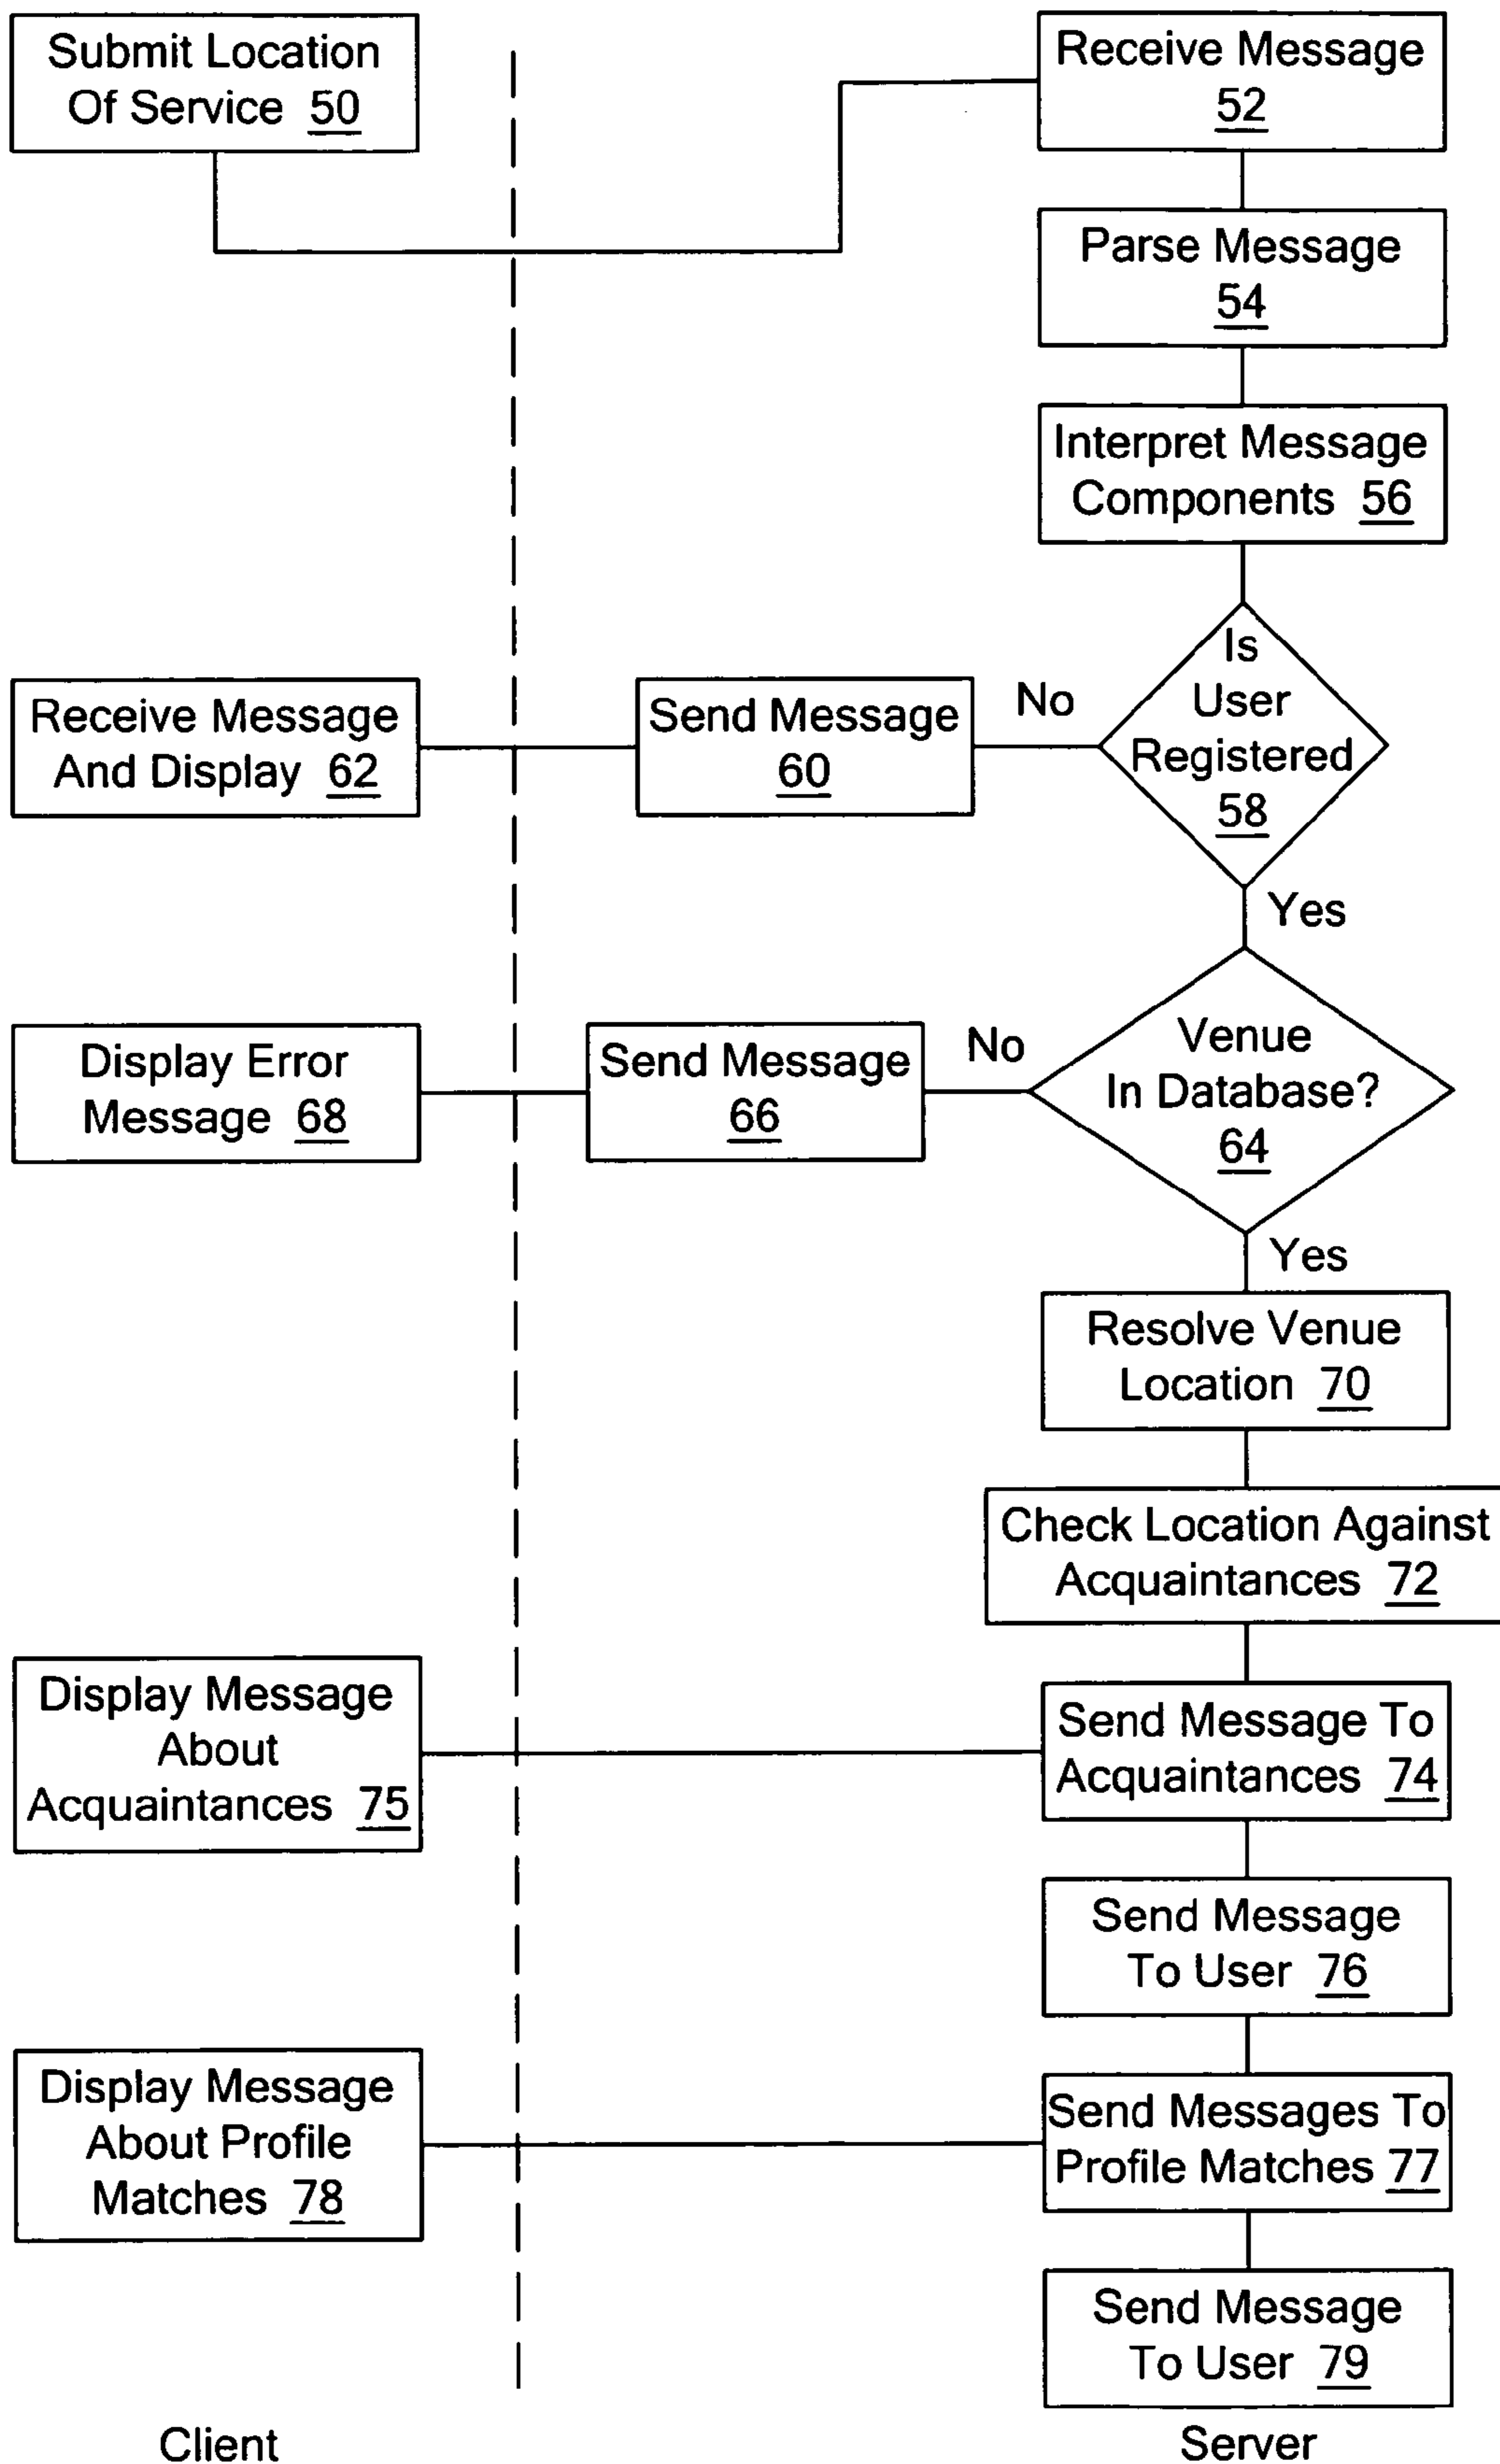 Submit Location
Of Service 50
Receive Message
52
Parse Message
54
Interpret Message
Components 56
Is
User
Registered
58
No
Send Message
60
Receive Message
And Display 62
Yes
Venue
In Database?
64
No
Send Message
66
Display Error
Message 68
Yes
Resolve Venue
Location 70
Check Location Against
Acquaintances 72
Send Message To
Acquaintances 74
Display Message
About
Acquaintances 75
Send Message
To User 76
Send Messages To
Profile Matches 77
Display Message
About Profile
Matches 78
Send Message
To User 79
Client
Server